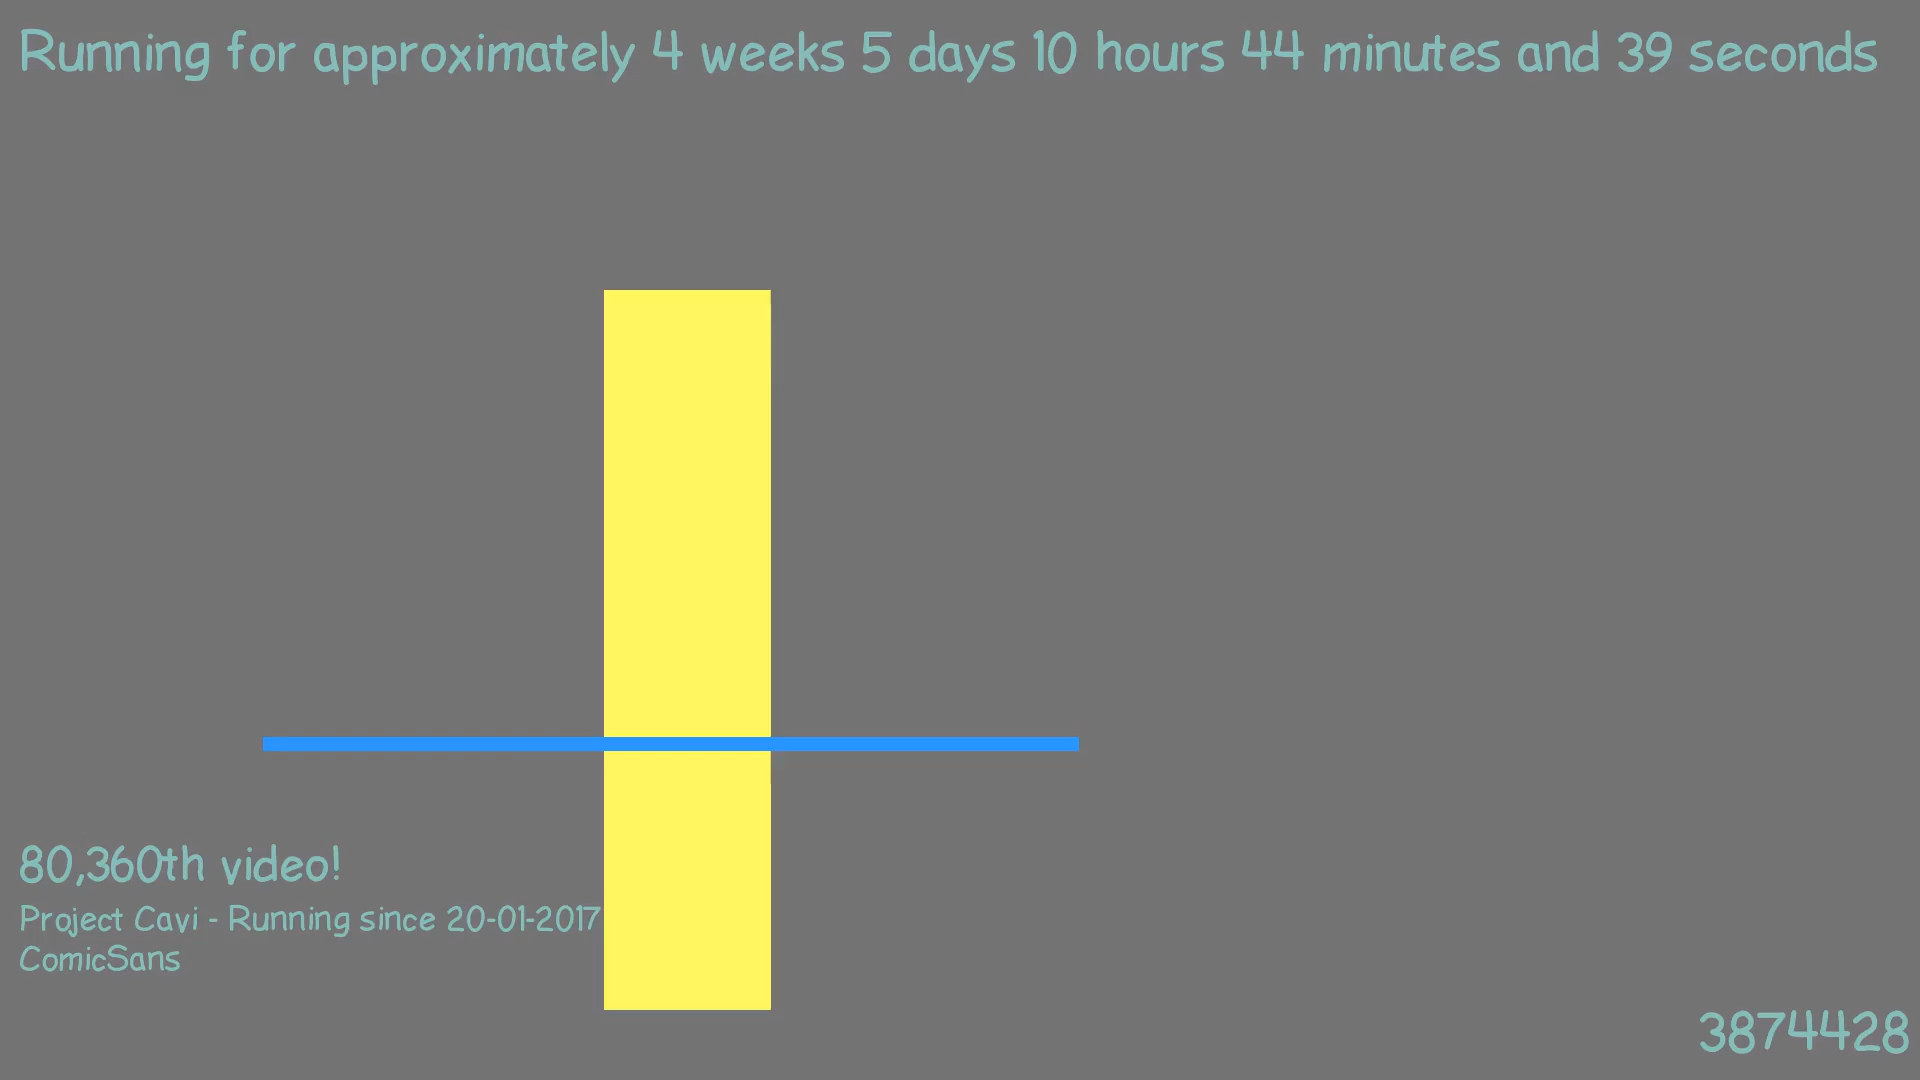 Running for approximately 4 weeks 5 days 10 hours 44 minutes and 39 seconds
80,360th video!
Project Cavi - Running since 20-01-2017
ComicSans
3874428